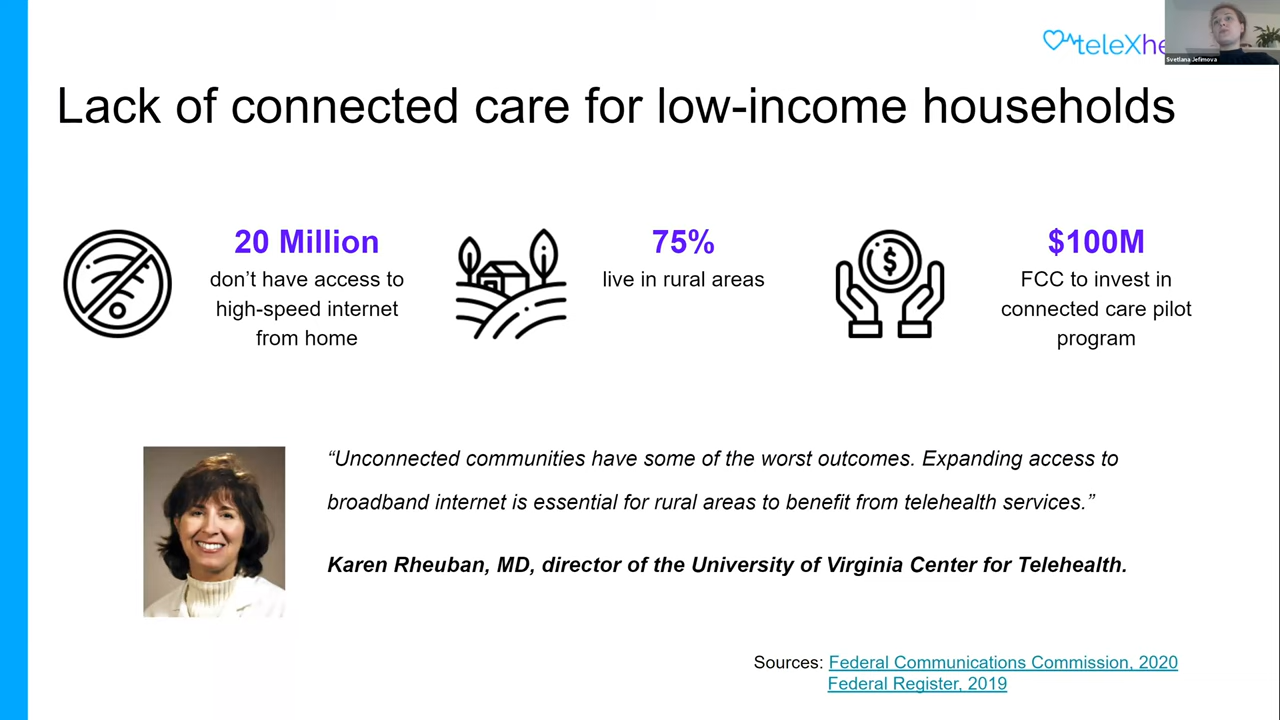 teleXhe
Svetlana Jefimova
Lack of connected care for low-income households
20 Million
don’t have access to
high-speed internet
from home
75%
live in rural areas
$100M
FCC to invest in
connected care pilot
program
“Unconnected communities have some of the worst outcomes. Expanding access to
broadband internet is essential for rural areas to benefit from telehealth services.”
Karen Rheuban, MD, director of the University of Virginia Center for Telehealth.
Sources: Federal Communications Commission, 2020
Federal Register, 2019